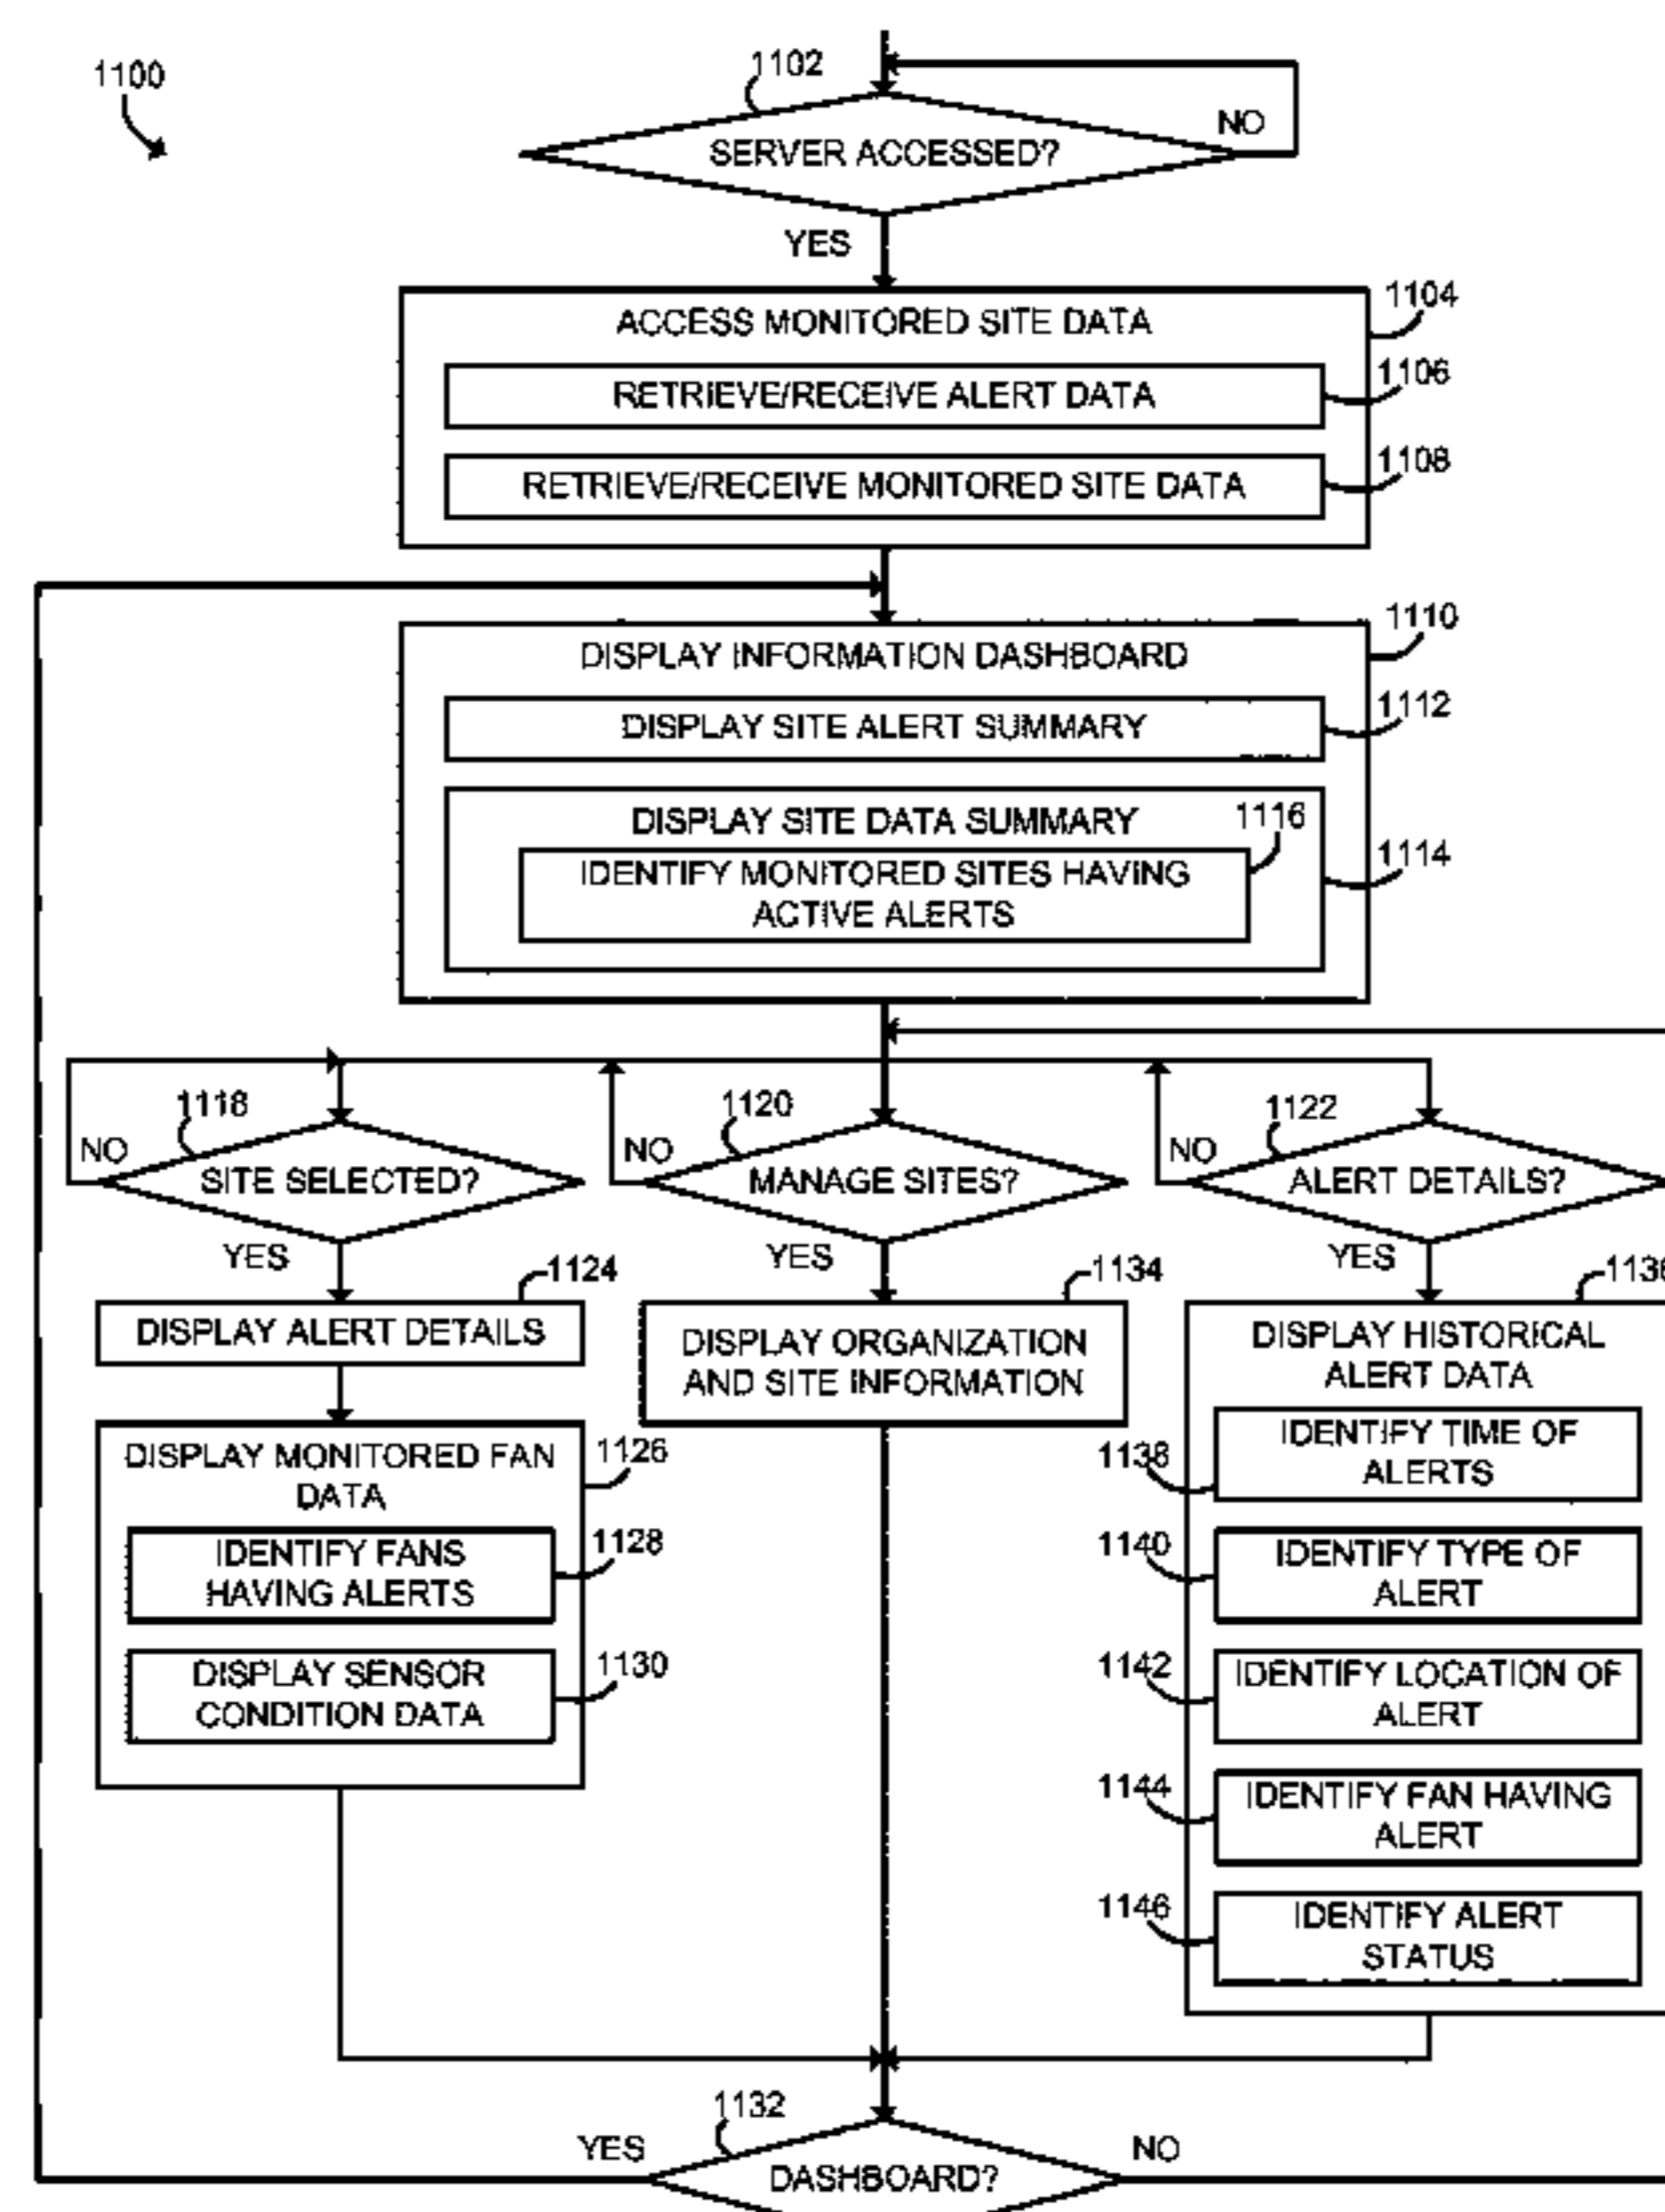 1100
1102
SERVER ACCESSED?
NO
YES
1104
ACCESS MONITORED SITE DATA
1106
RETRIEVE/RECEIVE ALERT DATA
1108
RETRIEVE/RECEIVE MONITORED SITE DATA
1110
DISPLAY INFORMATION DASHBOARD
1112
DISPLAY SITE ALERT SUMMARY
DISPLAY SITE DATA SUMMARY
1116
1114
IDENTIFY MONITORED SITES HAVING
ACTIVE ALERTS
1118
NO
SITE SELECTED?
YES
1120
NO
MANAGE SITES?
YES
1122
NO
ALERT DETAILS?
YES
1124
DISPLAY ALERT DETAILS
1126
DISPLAY MONITORED FAN
DATA
1128
IDENTIFY FANS
HAVING ALERTS
1130
DISPLAY SENSOR
CONDITION DATA
1134
DISPLAY ORGANIZATION
AND SITE INFORMATION
1136
DISPLAY HISTORICAL
ALERT DATA
1138
IDENTIFY TIME OF
ALERTS
1140
IDENTIFY TYPE OF
ALERT
1142
IDENTIFY LOCATION OF
ALERT
1144
IDENTIFY FAN HAVING
ALERT
1146
IDENTIFY ALERT
STATUS
1132
YES
DASHBOARD?
NO